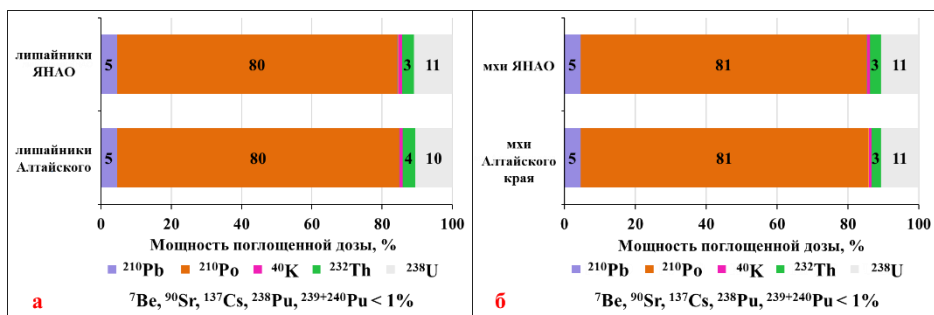 лишайники
ЯНАО
5 80 3 11
лишайники
Алтайского
5 80 4 10
0 20 40 60 80 100
Мощность поглощенной дозы, %
²¹⁰Pb ²¹⁰Po ⁴⁰K ²³²Th ²³⁸U
а ⁷Be, ⁹⁰Sr, ¹³⁷Cs, ²³⁸Pu, ²³⁹⁺²⁴⁰Pu < 1%
мхи ЯНАО
5 81 3 11
мхи
Алтайского
края
5 81 3 11
0 20 40 60 80 100
Мощность поглощенной дозы, %
²¹⁰Pb ²¹⁰Po ⁴⁰K ²³²Th ²³⁸U
б ⁷Be, ⁹⁰Sr, ¹³⁷Cs, ²³⁸Pu, ²³⁹⁺²⁴⁰Pu < 1%